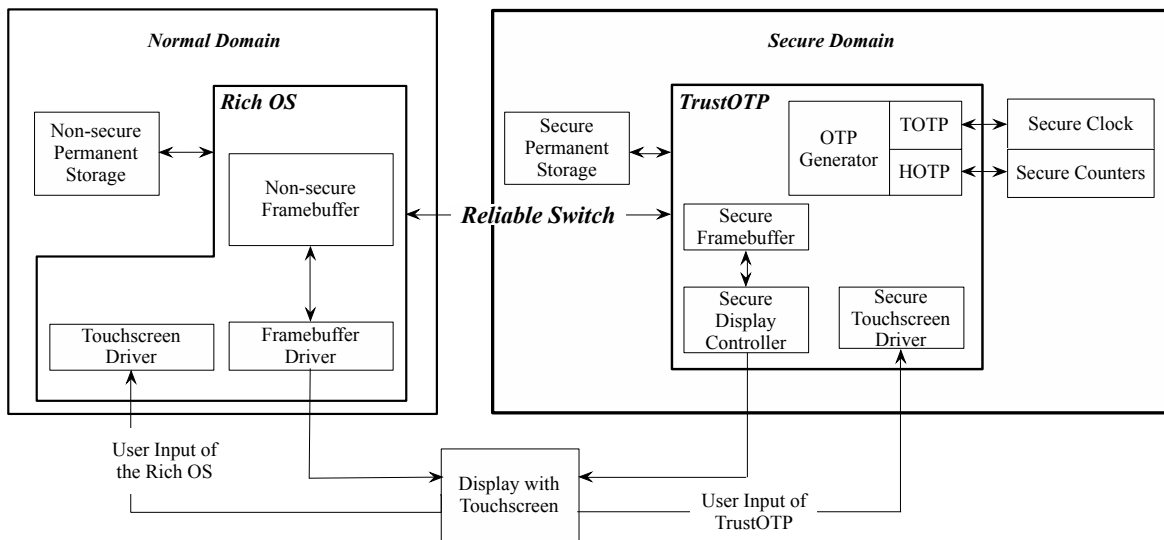 Normal Domain
Rich OS
Non-secure
Permanent
Storage
Non-secure
Framebuffer
Touchscreen
Driver
Framebuffer
Driver
Reliable Switch
Secure Domain
TrustOTP
Secure
Permanent
Storage
OTP
Generator
TOTP
HOTP
Secure Clock
Secure Counters
Secure
Framebuffer
Secure
Display
Controller
Secure
Touchscreen
Driver
User Input of
the Rich OS
Display with
Touchscreen
User Input of
TrustOTP